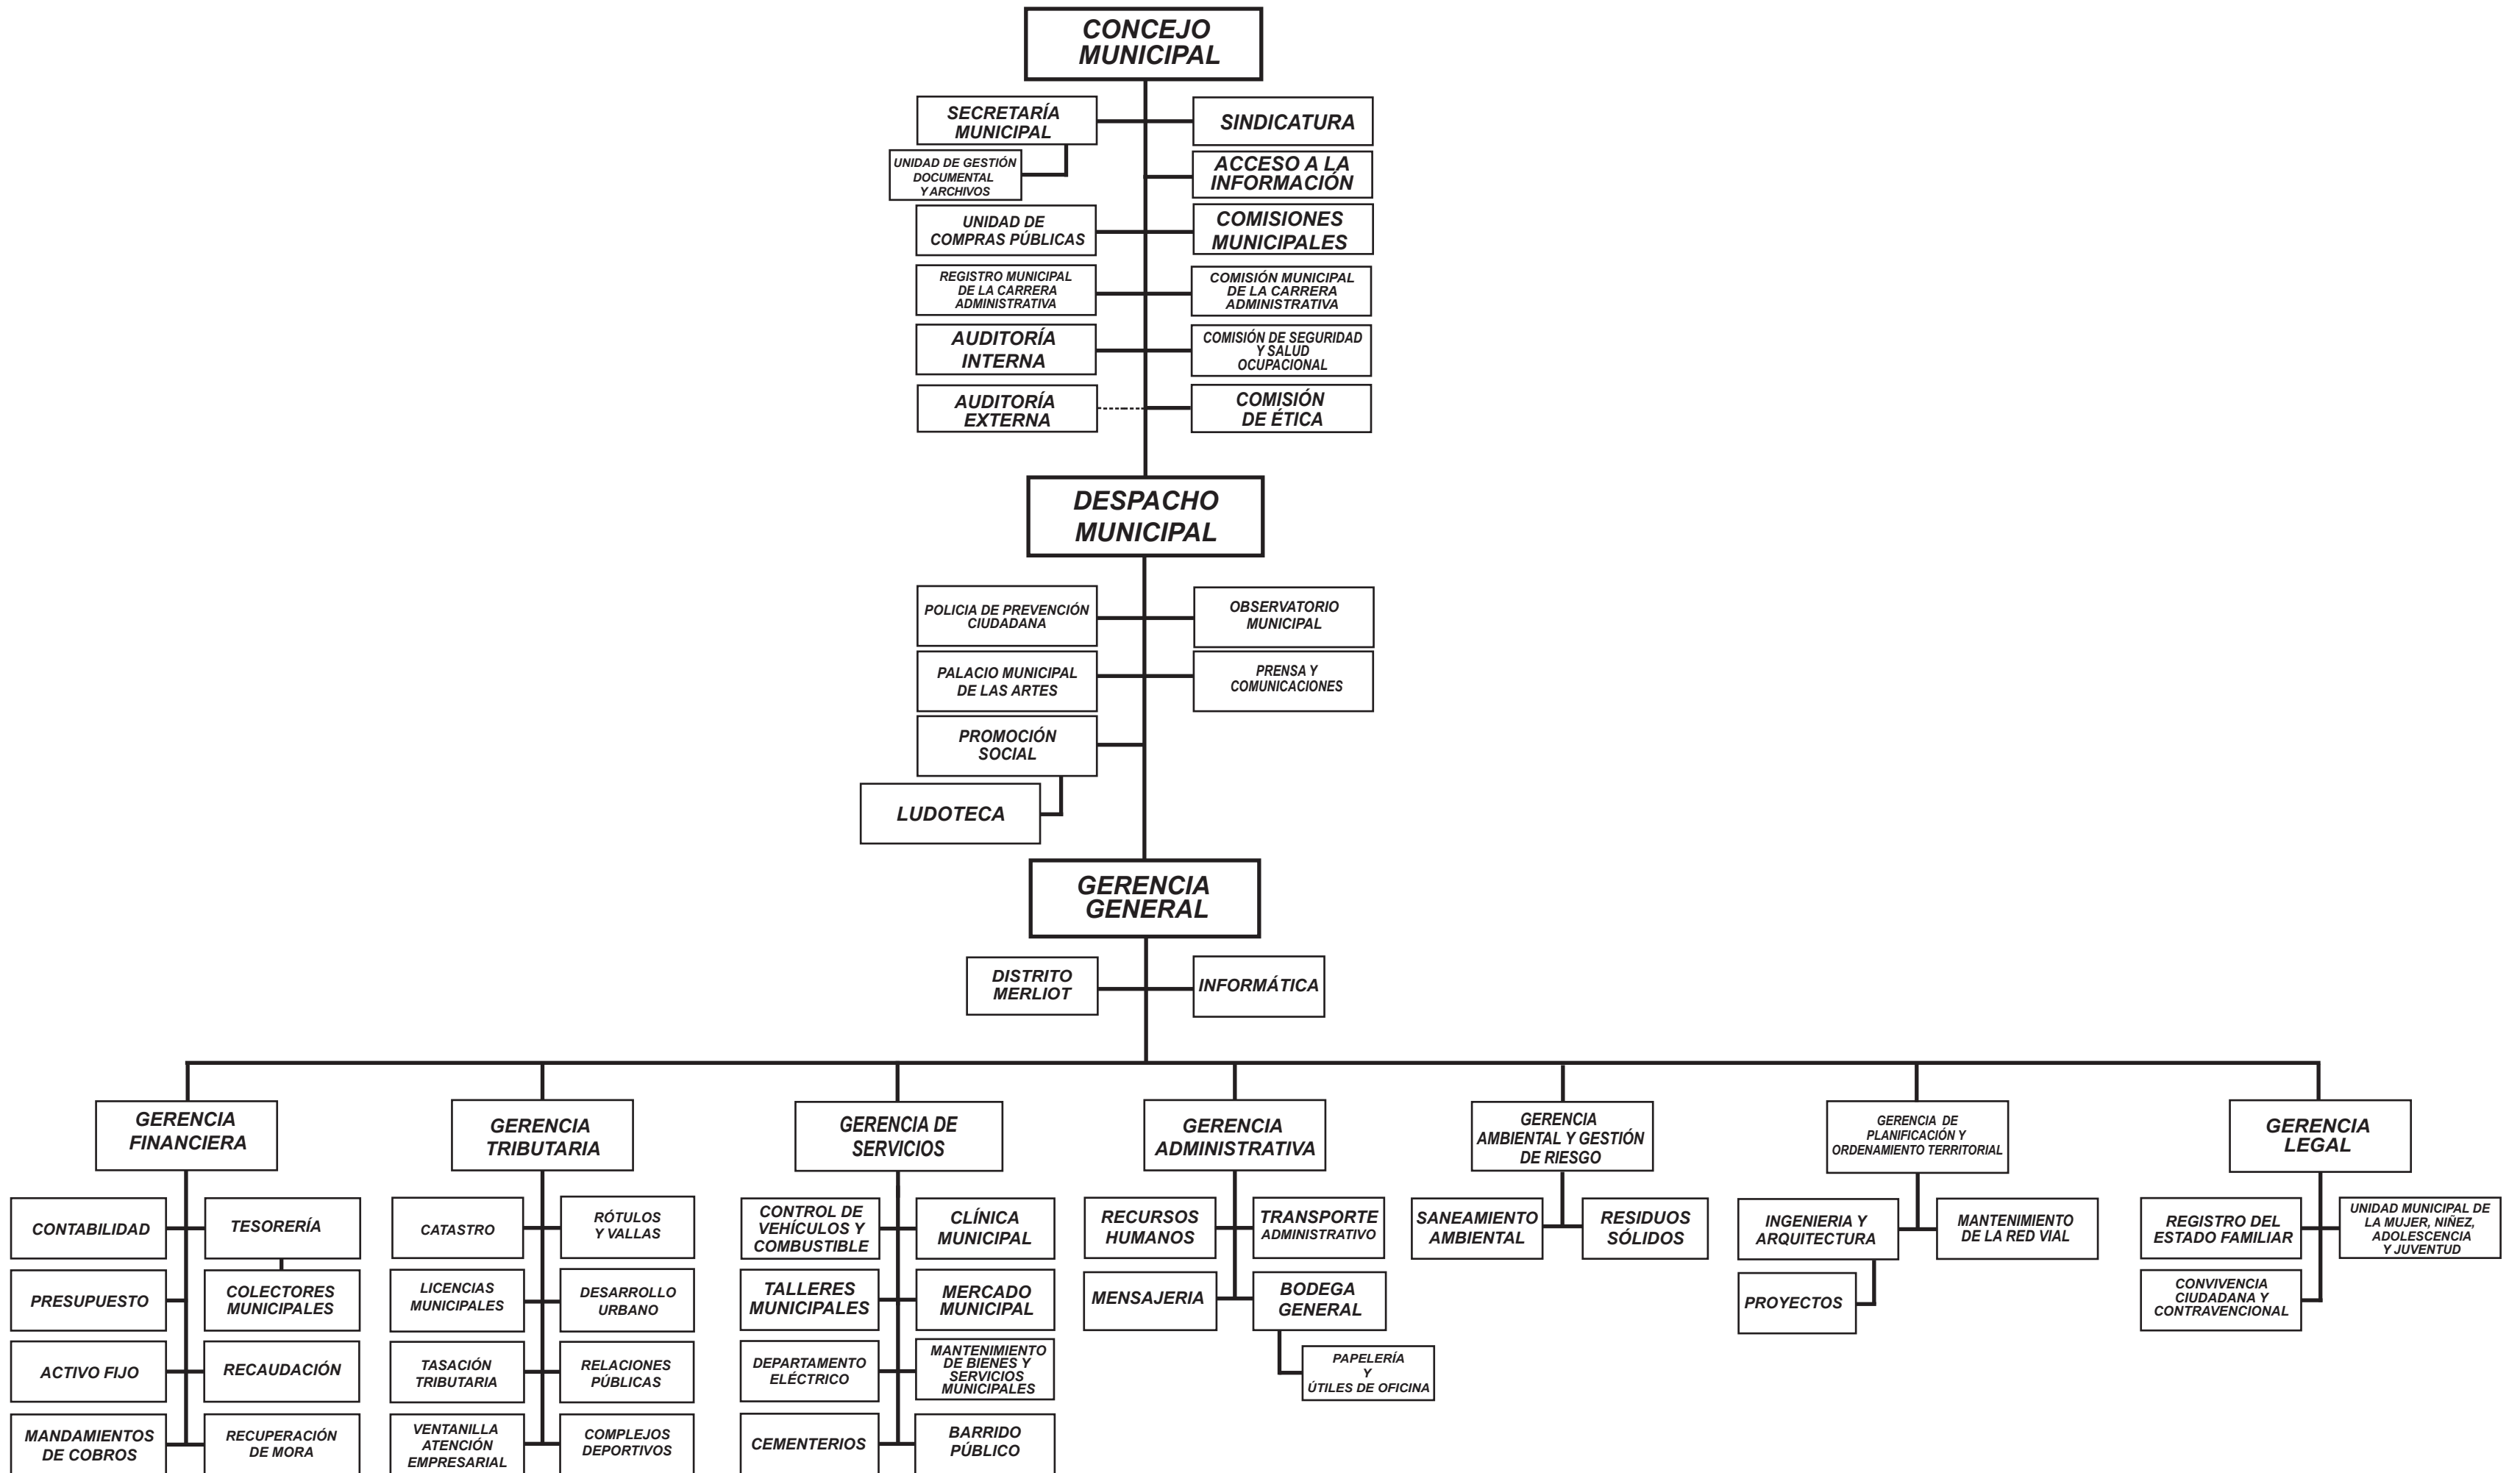 CONCEJO
MUNICIPAL
SECRETARÍA
MUNICIPAL
SINDICATURA
UNIDAD DE GESTIÓN
DOCUMENTAL
Y ARCHIVOS
ACCESO A LA
INFORMACIÓN
UNIDAD DE
COMPRAS PÚBLICAS
COMISIONES
MUNICIPALES
REGISTRO MUNICIPAL
DE LA CARRERA
ADMINISTRATIVA
COMISIÓN MUNICIPAL
DE LA CARRERA
ADMINISTRATIVA
AUDITORÍA
INTERNA
COMISIÓN DE SEGURIDAD
Y SALUD
OCUPACIONAL
AUDITORÍA
EXTERNA
COMISIÓN
DE ÉTICA
DESPACHO
MUNICIPAL
POLICIA DE PREVENCIÓN
CIUDADANA
OBSERVATORIO
MUNICIPAL
PALACIO MUNICIPAL
DE LAS ARTES
PRENSA Y
COMUNICACIONES
PROMOCIÓN
SOCIAL
LUDOTECA
GERENCIA
GENERAL
DISTRITO
MERLIOT
INFORMÁTICA
GERENCIA
FINANCIERA
CONTABILIDAD
TESORERÍA
PRESUPUESTO
COLECTORES
MUNICIPALES
ACTIVO FIJO
RECAUDACIÓN
MANDAMIENTOS
DE COBROS
RECUPERACIÓN
DE MORA
GERENCIA
TRIBUTARIA
CATASTRO
RÓTULOS
Y VALLAS
LICENCIAS
MUNICIPALES
DESARROLLO
URBANO
TASACIÓN
TRIBUTARIA
RELACIONES
PÚBLICAS
VENTANILLA
ATENCIÓN
EMPRESARIAL
COMPLEJOS
DEPORTIVOS
GERENCIA DE
SERVICIOS
CONTROL DE
VEHÍCULOS Y
COMBUSTIBLE
CLÍNICA
MUNICIPAL
TALLERES
MUNICIPALES
MERCADO
MUNICIPAL
DEPARTAMENTO
ELÉCTRICO
MANTENIMIENTO
DE BIENES Y
SERVICIOS
MUNICIPALES
CEMENTERIOS
BARRIDO
PÚBLICO
GERENCIA
ADMINISTRATIVA
RECURSOS
HUMANOS
TRANSPORTE
ADMINISTRATIVO
MENSAJERIA
BODEGA
GENERAL
PAPELERÍA
Y
ÚTILES DE OFICINA
GERENCIA
AMBIENTAL Y GESTIÓN
DE RIESGO
SANEAMIENTO
AMBIENTAL
RESIDUOS
SÓLIDOS
GERENCIA DE
PLANIFICACIÓN Y
ORDENAMIENTO TERRITORIAL
INGENIERIA Y
ARQUITECTURA
MANTENIMIENTO
DE LA RED VIAL
PROYECTOS
GERENCIA
LEGAL
REGISTRO DEL
ESTADO FAMILIAR
UNIDAD MUNICIPAL DE
LA MUJER, NIÑEZ,
ADOLESCENCIA
Y JUVENTUD
CONVIVENCIA
CIUDADANA Y
CONTRAVENCIONAL